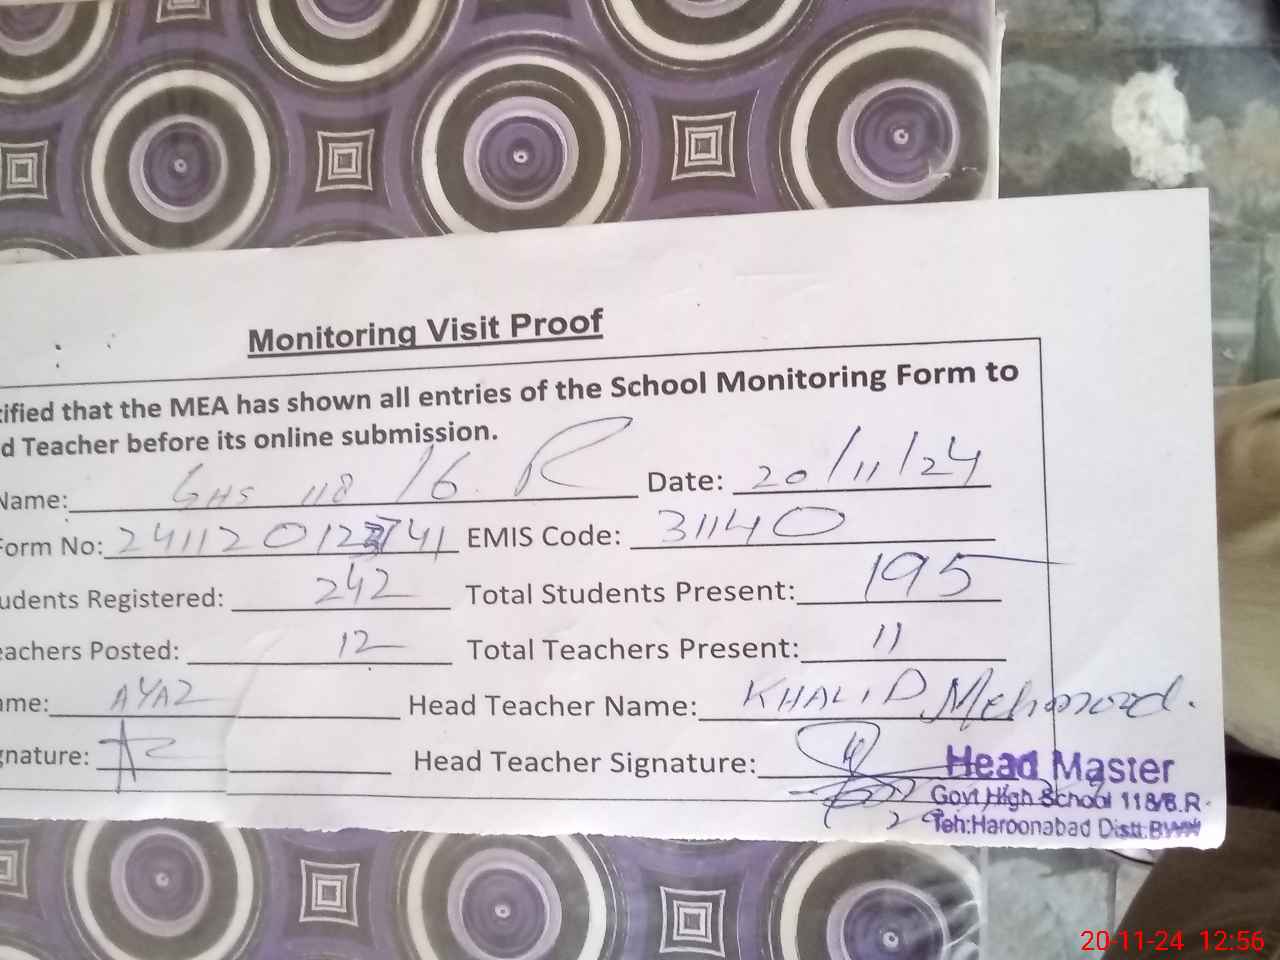 Monitoring Visit Proof
tified that the MEA has shown all entries of the School Monitoring Form to
d Teacher before its online submission.
Name: GHS 118/6.R Date: 20/11/24
Form No: EMIS Code: 31140
udents Registered: 242 Total Students Present: 195
eachers Posted: 12 Total Teachers Present: 11
me: AYAZ Head Teacher Name: KHALID Mehmood.
gnature: Head Teacher Signature:
Head Master
Govt High School 118/6.R
Teh:Haroonabad Distt:BWN
20-11-24 12:56